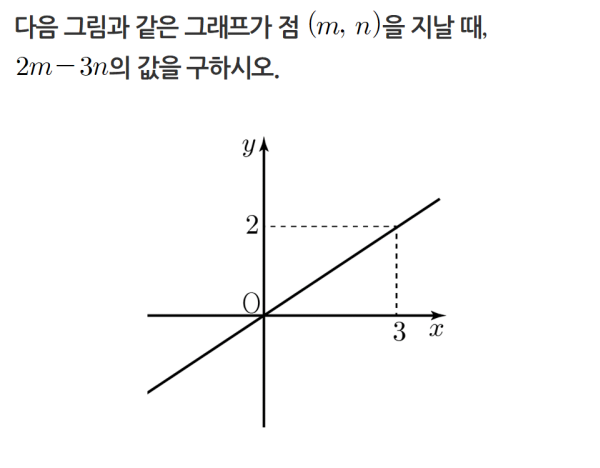 다음 그림과 같은 그래프가 점 (m, n)을 지날 때,
2m-3n의 값을 구하시오.
y
2
O
3 x